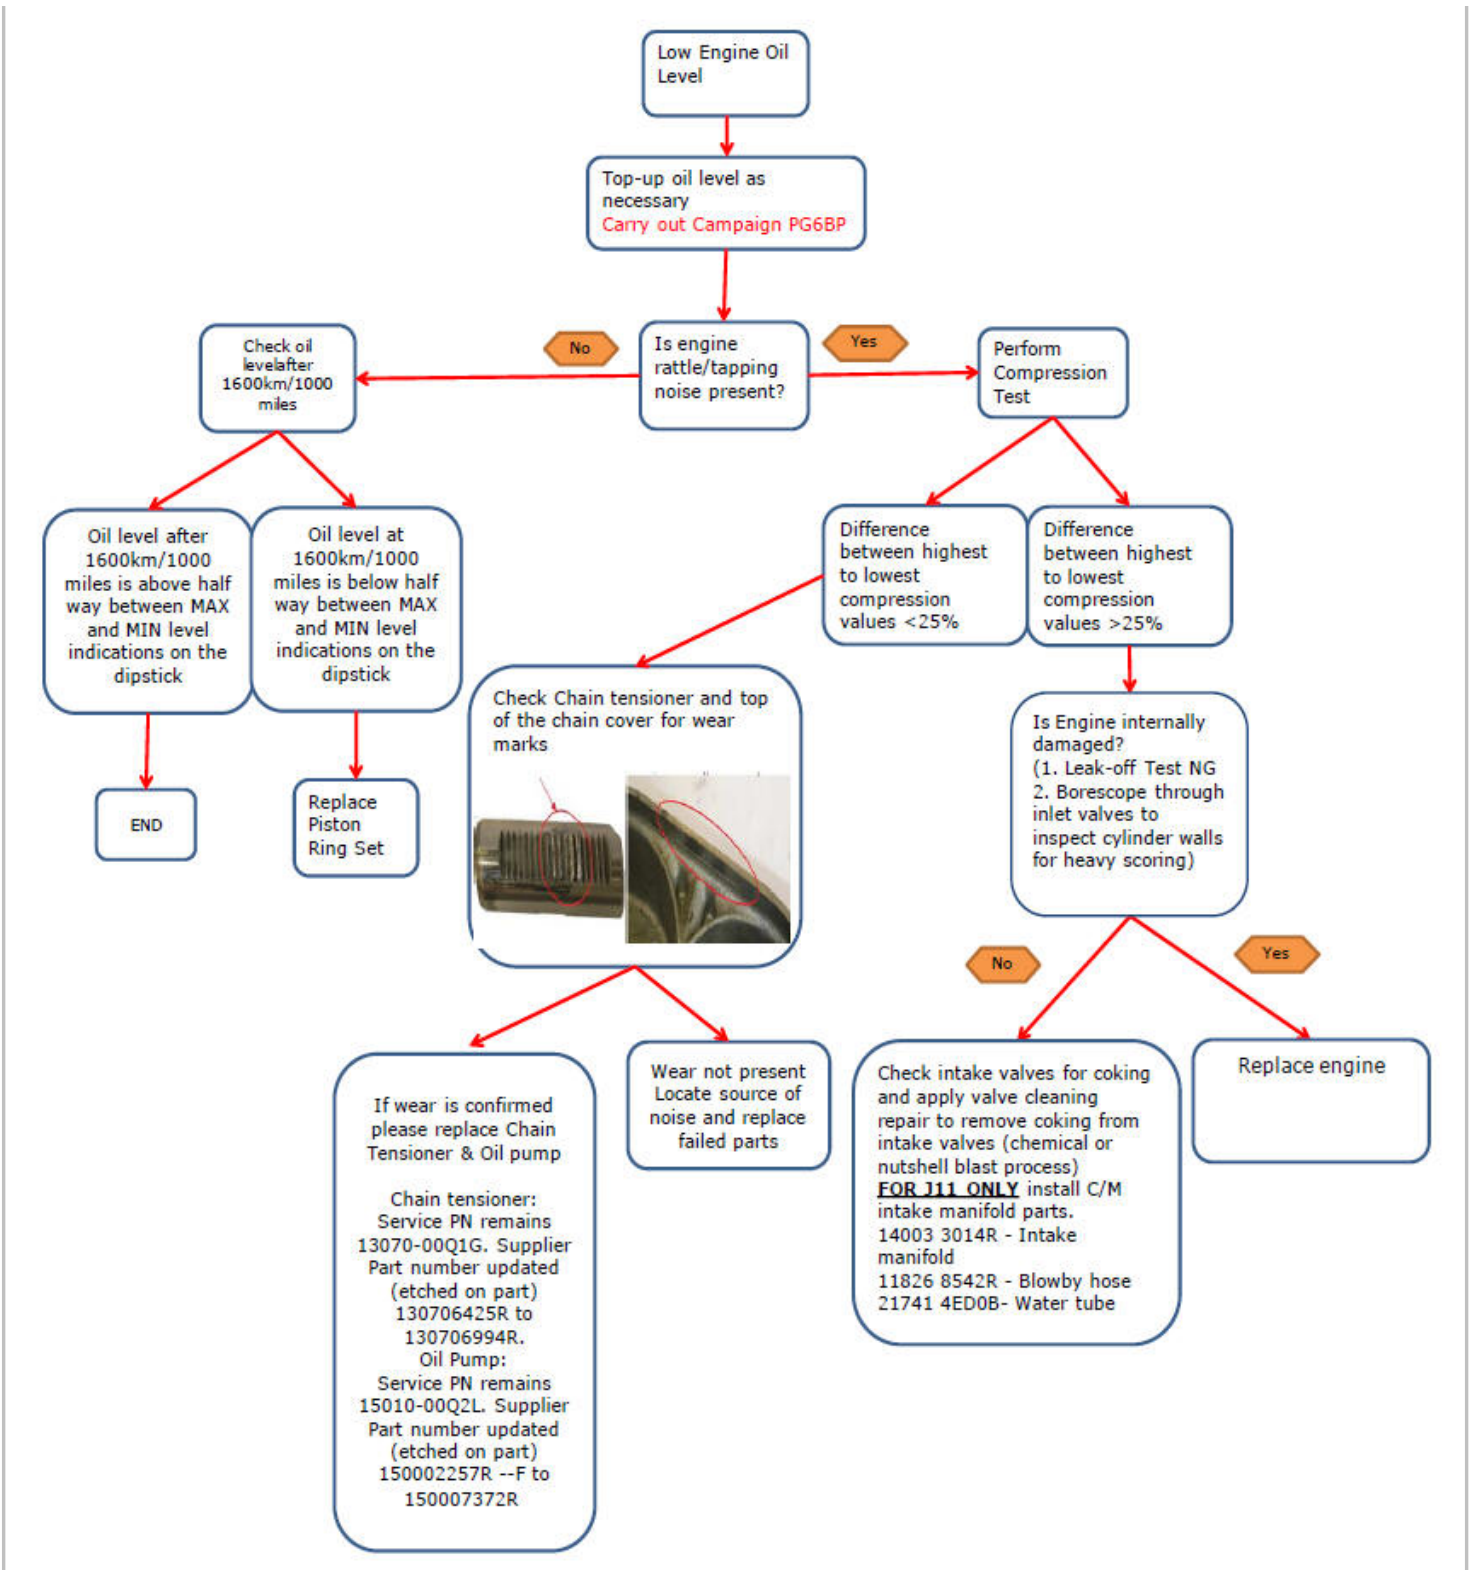 Low Engine Oil
Level
Top-up oil level as
necessary
Carry out Campaign PG6BP
Is engine
rattle/tapping
noise present?
No
Yes
Check oil
levelafter
1600km/1000
miles
Perform
Compression
Test
Oil level after
1600km/1000
miles is above half
way between MAX
and MIN level
indications on the
dipstick
Oil level at
1600km/1000
miles is below half
way between MAX
and MIN level
indications on the
dipstick
Difference
between highest
to lowest
compression
values <25%
Difference
between highest
to lowest
compression
values >25%
END
Replace
Piston
Ring Set
Check Chain tensioner and top
of the chain cover for wear
marks
Is Engine internally
damaged?
(1. Leak-off Test NG
2. Borescope through
inlet valves to
inspect cylinder walls
for heavy scoring)
No
Yes
If wear is confirmed
please replace Chain
Tensioner & Oil pump
Chain tensioner:
Service PN remains
13070-00Q1G. Supplier
Part number updated
(etched on part)
130706425R to
130706994R.
Oil Pump:
Service PN remains
15010-00Q2L. Supplier
Part number updated
(etched on part)
150002257R --F to
150007372R
Wear not present
Locate source of
noise and replace
failed parts
Check intake valves for coking
and apply valve cleaning
repair to remove coking from
intake valves (chemical or
nutshell blast process)
FOR J11 ONLY install C/M
intake manifold parts.
14003 3014R - Intake
manifold
11826 8542R - Blowby hose
21741 4ED0B- Water tube
Replace engine